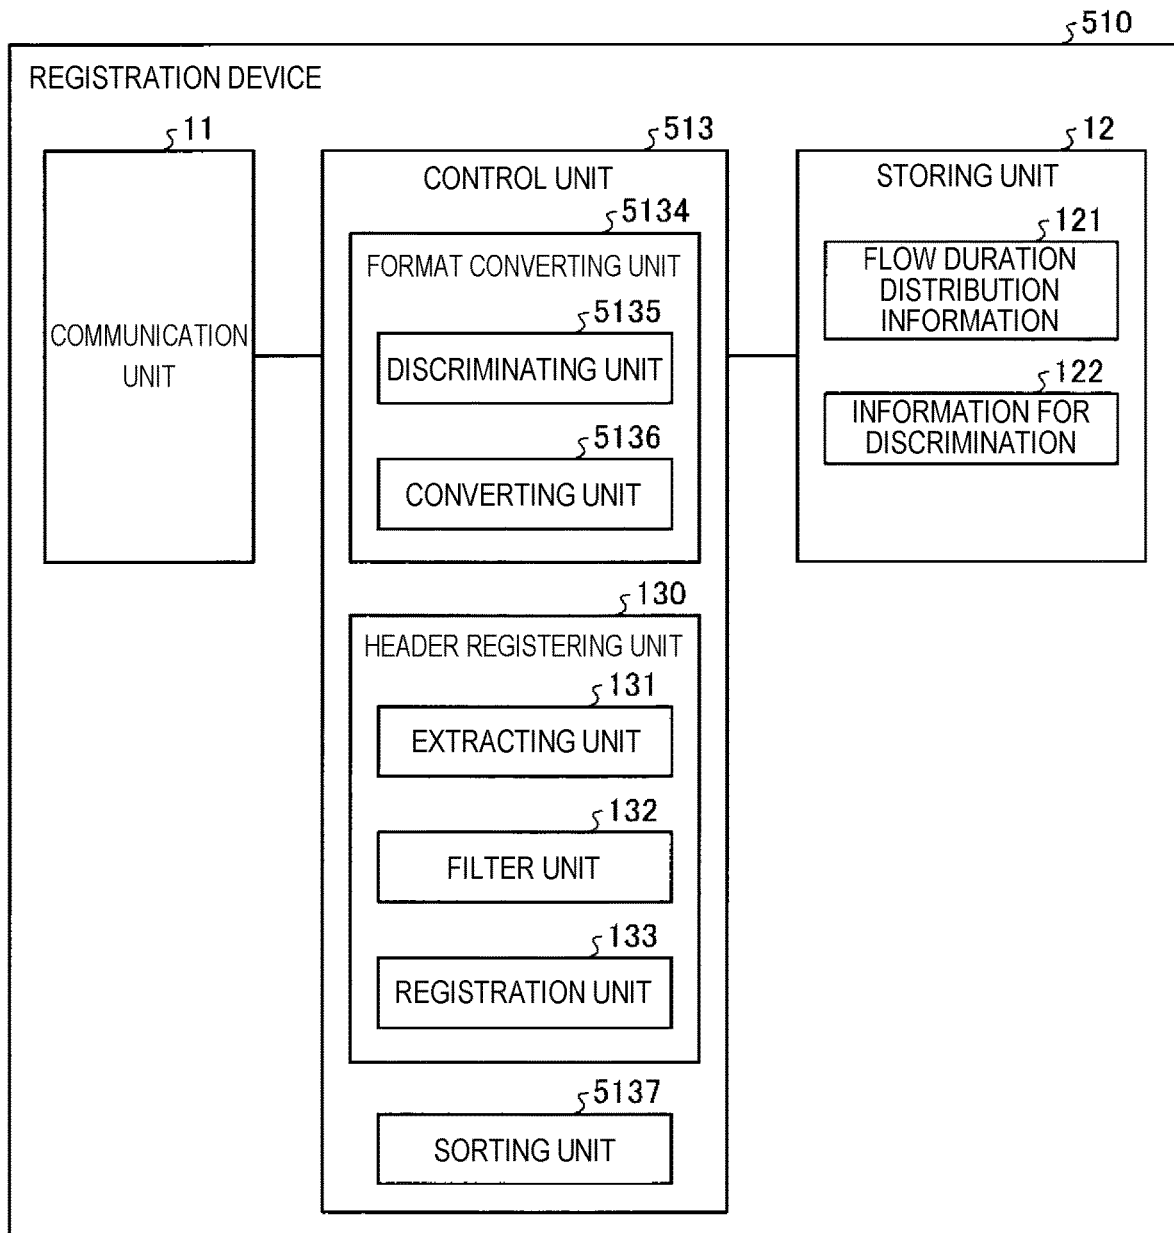 510
REGISTRATION DEVICE
11
COMMUNICATION
UNIT
513
CONTROL UNIT
5134
FORMAT CONVERTING UNIT
5135
DISCRIMINATING UNIT
5136
CONVERTING UNIT
130
HEADER REGISTERING UNIT
131
EXTRACTING UNIT
132
FILTER UNIT
133
REGISTRATION UNIT
5137
SORTING UNIT
12
STORING UNIT
121
FLOW DURATION
DISTRIBUTION
INFORMATION
122
INFORMATION FOR
DISCRIMINATION